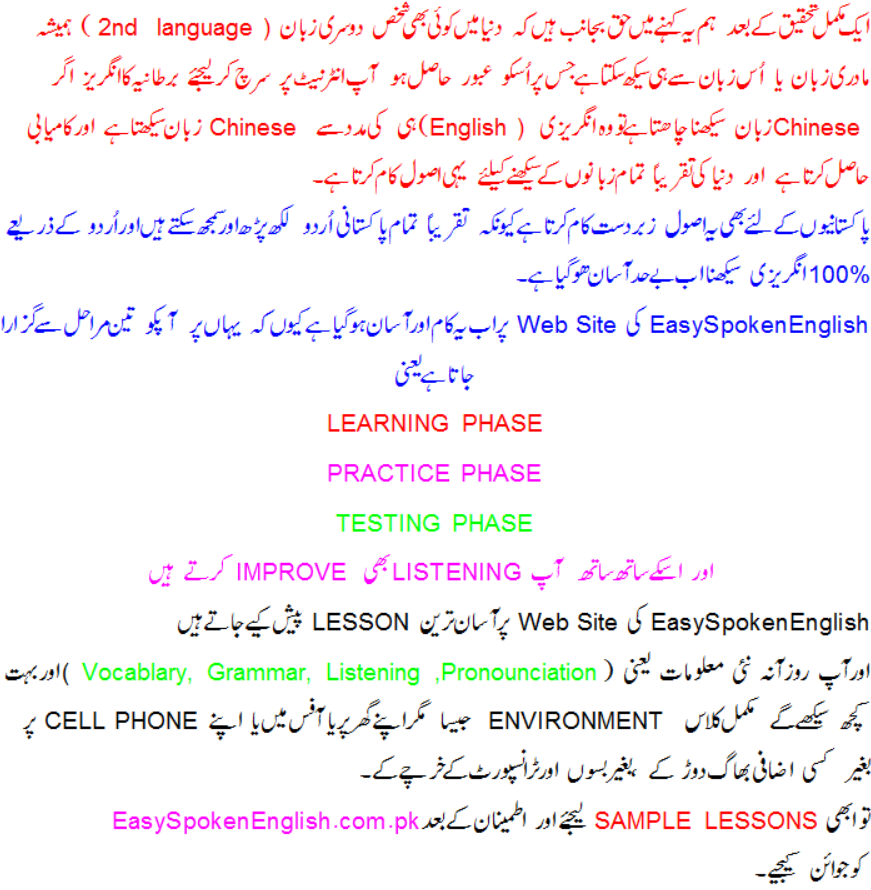 ایک مکمل تحقیق کے بعد ہم یہ کہنے میں حق بجانب ہیں کہ دنیا میں کوئی بھی شخص دوسری زبان ( 2nd language ) ہمیشہ
مادری زبان یا اُس زبان سے ہی سیکھ سکتا ہے جس پر اُسکو عبور حاصل ہو آپ انٹرنیٹ پر سرچ کر لیجئے برطانیہ کا انگریز اگر
Chinese زبان سیکھنا چاھتا ہے تو وہ انگریزی ( English) ہی کی مدد سے Chinese زبان سیکھتا ہے اور کامیابی
حاصل کرتا ہے اور دنیا کی تقریباً تمام زبانوں کے سیکھنے کیلئے یہی اصول کام کرتا ہے۔
پاکستانیوں کے لئے بھی یہ اصول زبردست کام کرتا ہے کیونکہ تقریباً تمام پاکستانی اُردو لکھ پڑھ اور سمجھ سکتے ہیں اور اُردو کے ذریعے
100% انگریزی سیکھنا اب بے حد آسان ھو گیا ہے۔
EasySpokenEnglish کی Web Site پر اب یہ کام اور آسان ہو گیا ہے کیوں کہ یہاں پر آپکو تین مراحل سے گزارا
جاتا ہے یعنی
LEARNING PHASE
PRACTICE PHASE
TESTING PHASE
اور اسکے ساتھ ساتھ آپ LISTENING بھی IMPROVE کرتے ہیں
EasySpokenEnglish کی Web Site پر آسان ترین LESSON پیش کیے جاتے ہیں
اور آپ روزآنہ نئی معلومات یعنی ( Vocablary, Grammar, Listening ,Pronounciation ) اور بہت
کچھ سیکھے گے مکمل کلاس ENVIRONMENT جیسا مگر اپنے گھر پر یا آفس میں یا اپنے CELL PHONE پر
بغیر کسی اضافی بھاگ دوڑ کے ،بغیر بسوں اور ٹرانسپورٹ کے خرچے کے۔
تو ابھی SAMPLE LESSONS لیجئے اور اطمینان کے بعد EasySpokenEnglish.com.pk
کو جوائن کیجیے۔